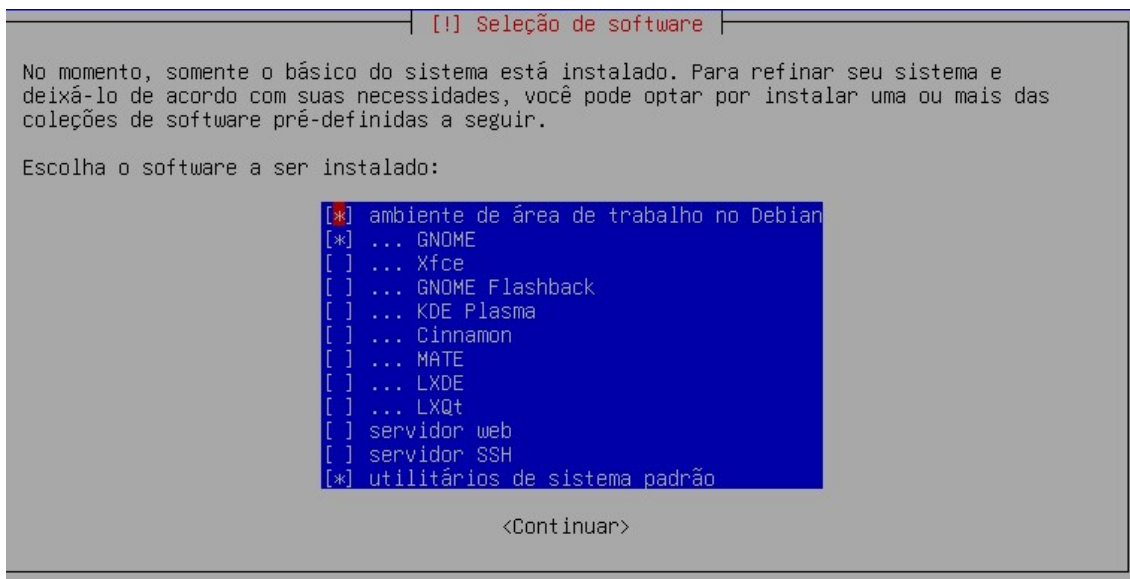 [!] Seleção de software
No momento, somente o básico do sistema está instalado. Para refinar seu sistema e
deixá-lo de acordo com suas necessidades, você pode optar por instalar uma ou mais das
coleções de software pré-definidas a seguir.
Escolha o software a ser instalado:
[*] ambiente de área de trabalho no Debian
[*] ... GNOME
[ ] ... Xfce
[ ] ... GNOME Flashback
[ ] ... KDE Plasma
[ ] ... Cinnamon
[ ] ... MATE
[ ] ... LXDE
[ ] ... LXQt
[ ] servidor web
[ ] servidor SSH
[*] utilitários de sistema padrão
<Continuar>